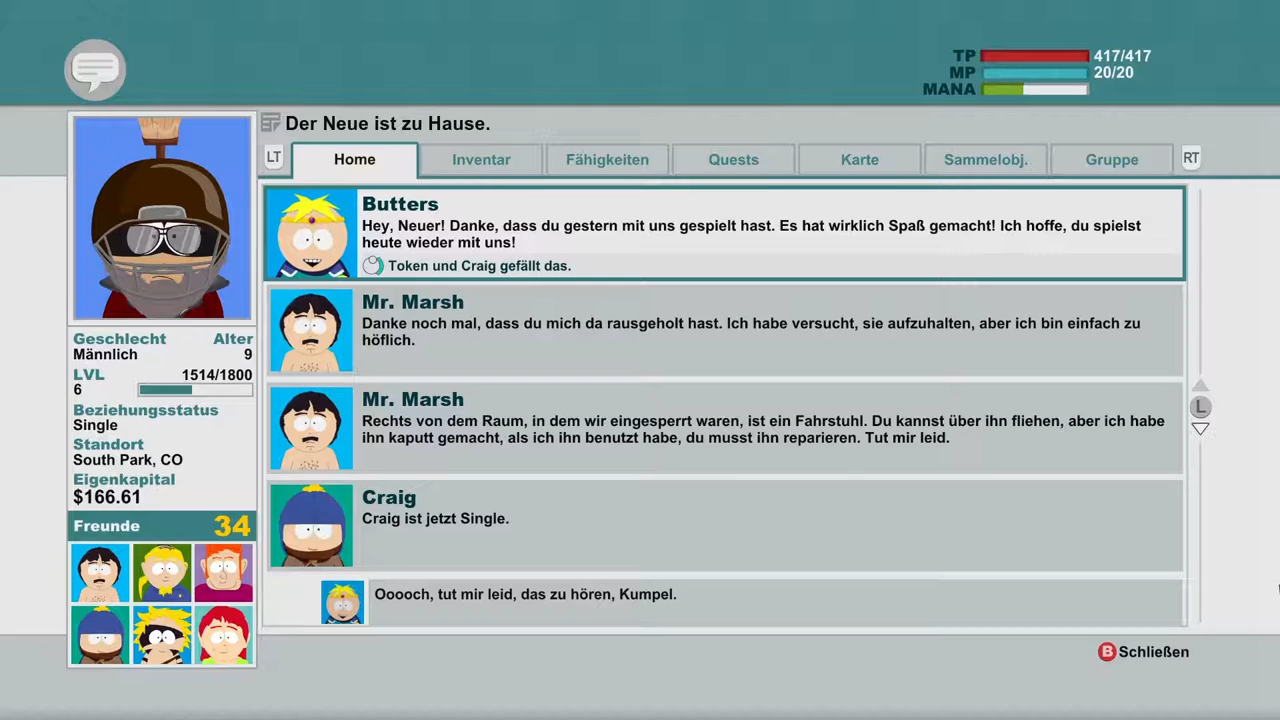 TP 417/417
MP 20/20
MANA
Der Neue ist zu Hause.
LT Home Inventar Fähigkeiten Quests Karte Sammelobj. Gruppe RT
Butters
Hey, Neuer! Danke, dass du gestern mit uns gespielt hast. Es hat wirklich Spaß gemacht! Ich hoffe, du spielst
heute wieder mit uns!
Token und Craig gefällt das.
Mr. Marsh
Danke noch mal, dass du mich da rausgeholt hast. Ich habe versucht, sie aufzuhalten, aber ich bin einfach zu
höflich.
Mr. Marsh
Rechts von dem Raum, in dem wir eingesperrt waren, ist ein Fahrstuhl. Du kannst über ihn fliehen, aber ich habe
ihn kaputt gemacht, als ich ihn benutzt habe, du musst ihn reparieren. Tut mir leid.
Craig
Craig ist jetzt Single.
Ooooch, tut mir leid, das zu hören, Kumpel.
Geschlecht Alter
Männlich 9
LVL 1514/1800
6
Beziehungsstatus
Single
Standort
South Park, CO
Eigenkapital
$166.61
Freunde 34
L
B Schließen